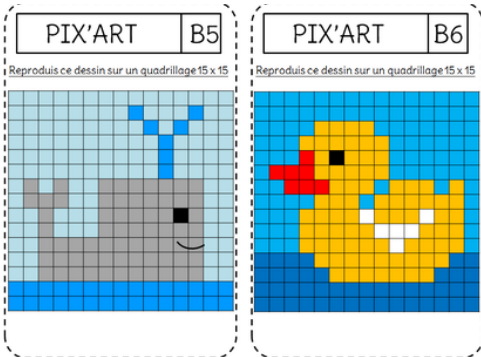 PIX'ART B5
Reproduis ce dessin sur un quadrillage 15 x 15
PIX'ART B6
Reproduis ce dessin sur un quadrillage 15 x 15